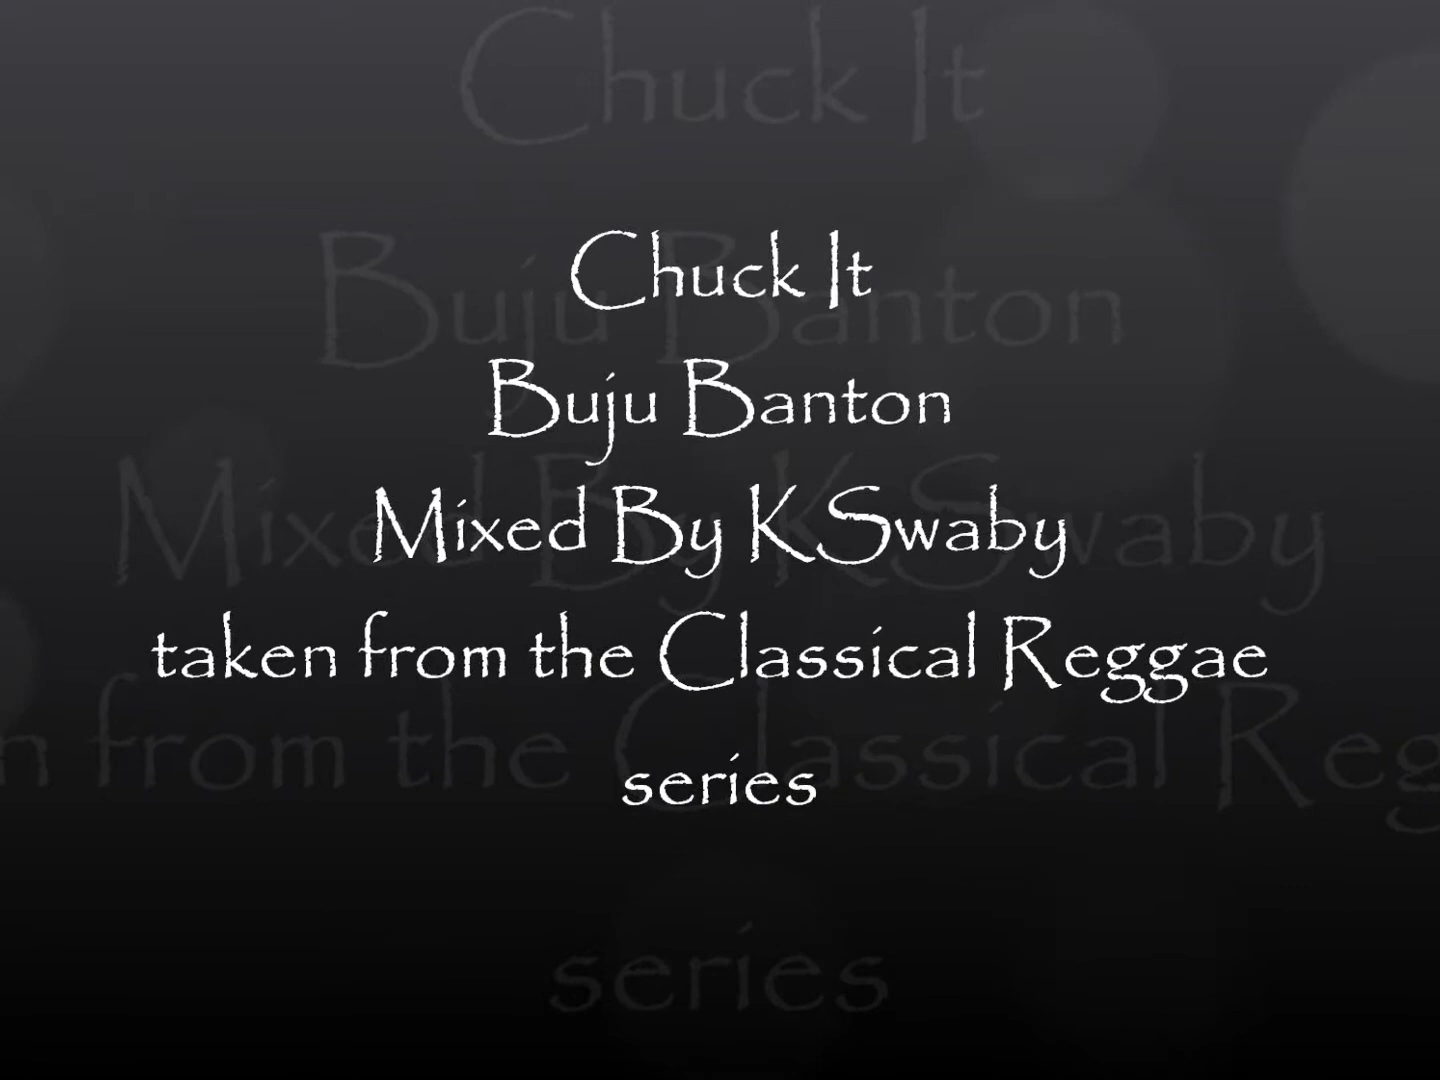 Chuck It
Buju Banton
Mixed By KSwaby
taken from the Classical Reggae
series